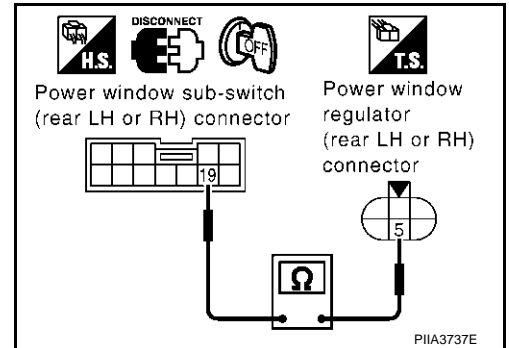 DISCONNECT
H.S.
OFF
T.S.
Power window sub-switch
(rear LH or RH) connector
Power window
regulator
(rear LH or RH)
connector
19
5
Ω
PIIA3737E